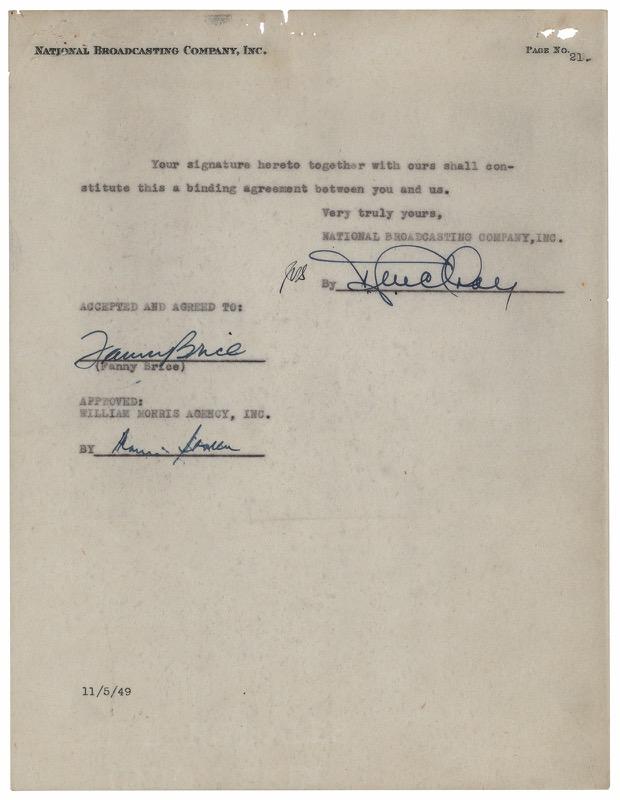 NATIONAL BROADCASTING COMPANY, INC.
PAGE NO. 21.
Your signature hereto together with ours shall con-
stitute this a binding agreement between you and us.
Very truly yours,
NATIONAL BROADCASTING COMPANY,INC.
By
ACCEPTED AND AGREED TO:
Fanny Brice
(Fanny Brice)
APPROVED:
WILLIAM MORRIS AGENCY, INC.
BY
11/5/49